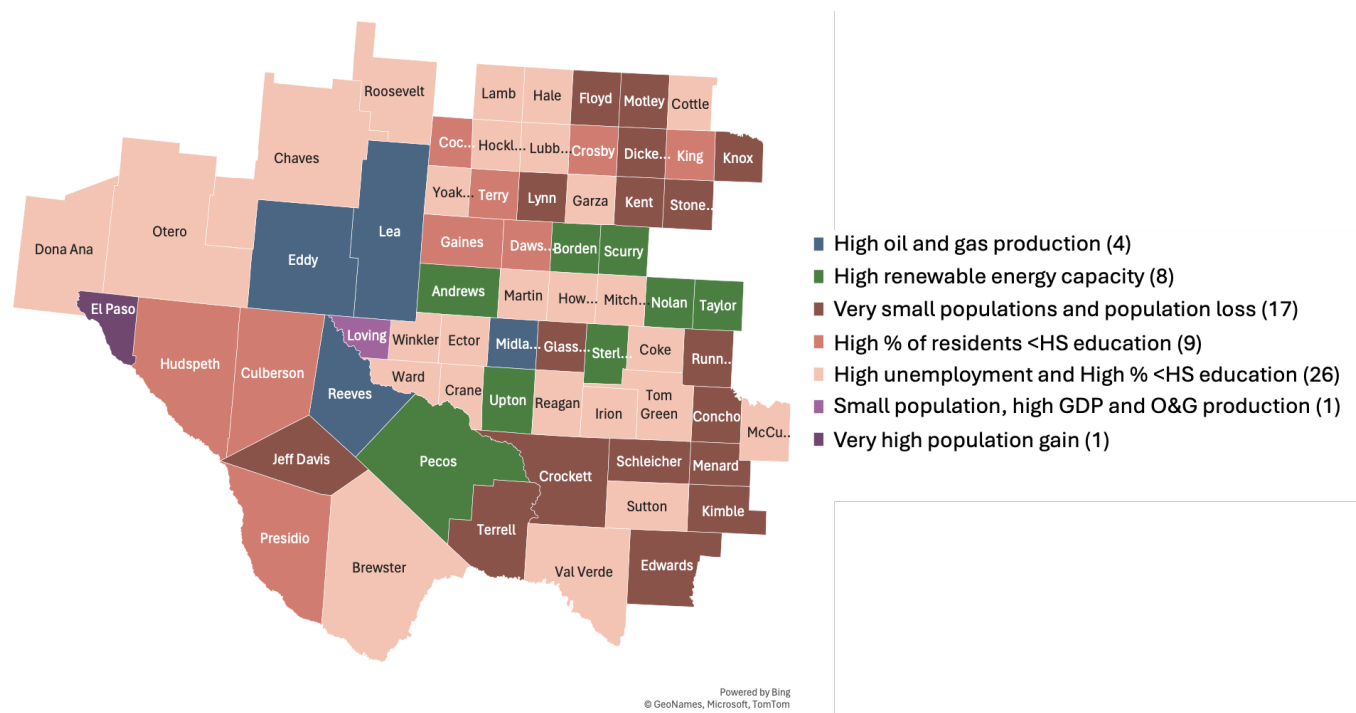 Roosevelt
Lamb Hale Floyd Motley Cottle
Chaves
Coc... Hockl... Lubb... Crosby Dicke... King Knox
Yoak... Terry Lynn Garza Kent Stone..
Dona Ana Otero Eddy Lea Gaines Daws.. Borden Scurry
Andrews Martin How... Mitch... Nolan Taylor
El Paso Loving Winkler Ector Midla... Glass... Sterl... Coke Runn..
Hudspeth Culberson Reeves Ward Crane Upton Reagan Irion Tom
Green
Concho McCu..
Jeff Davis Pecos Crockett Schleicher Menard
Sutton Kimble
Presidio Brewster Terrell Val Verde Edwards
High oil and gas production (4)
High renewable energy capacity (8)
Very small populations and population loss (17)
High % of residents <HS education (9)
High unemployment and High % <HS education (26)
Small population, high GDP and O&G production (1)
Very high population gain (1)
Powered by Bing
© GeoNames, Microsoft, TomTom